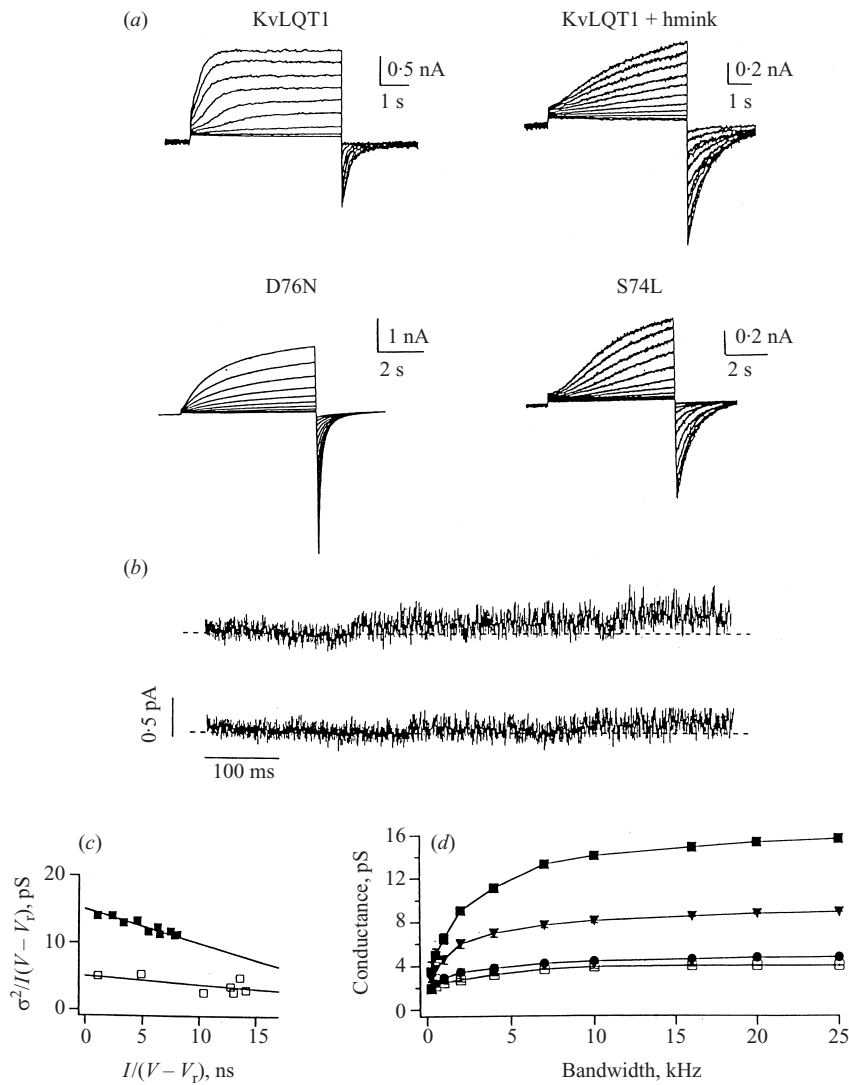 (a)
KvLQT1
0·5 nA
1 s
KvLQT1 + hmink
0·2 nA
1 s
D76N
1 nA
2 s
S74L
0·2 nA
2 s
(b)
0·5 pA
100 ms
(c)
20
10
0
σ²/I(V – Vr), pS
0 5 10 15
I/(V – Vr), ns
(d)
16
12
8
4
0
Conductance, pS
0 5 10 15 20 25
Bandwidth, kHz